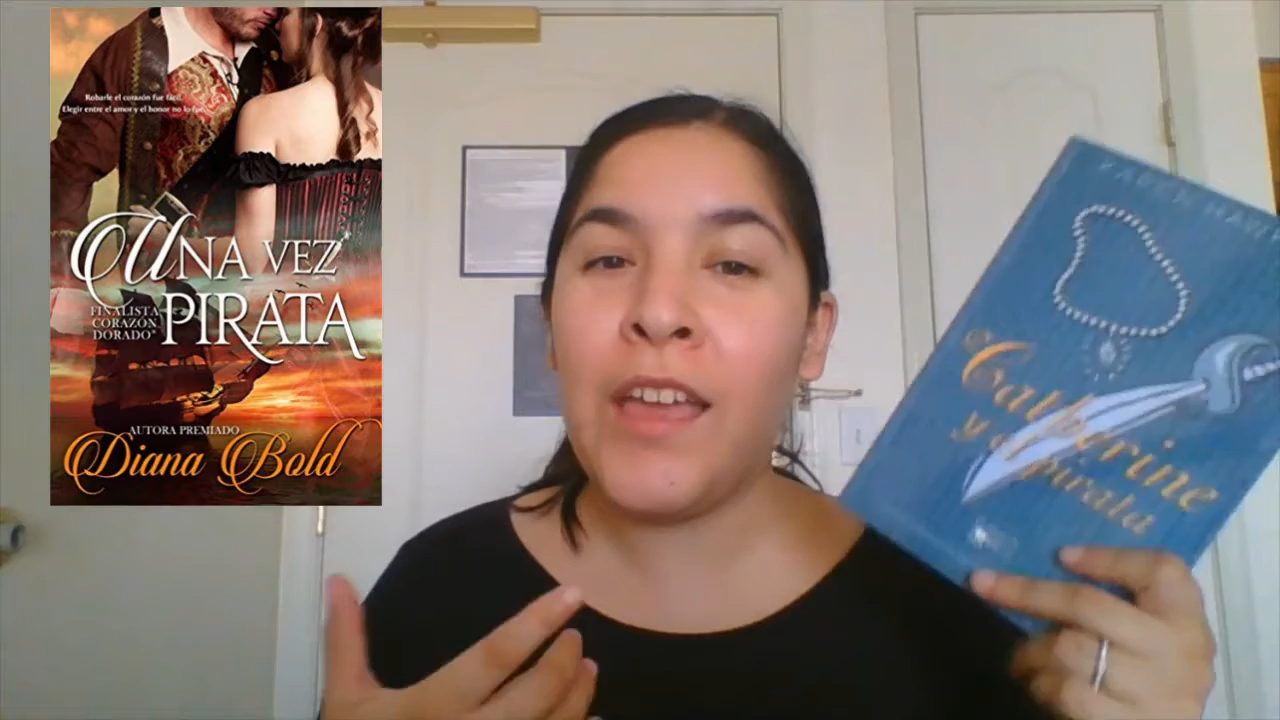 Robarle el corazón fue fácil.
Elegir entre el amor y el honor no lo fue.
UNA VEZ
PIRATA
FINALISTA
CORAZÓN
DORADO®
AUTORA PREMIADO
Diana Bold
Catherine
y el pirata